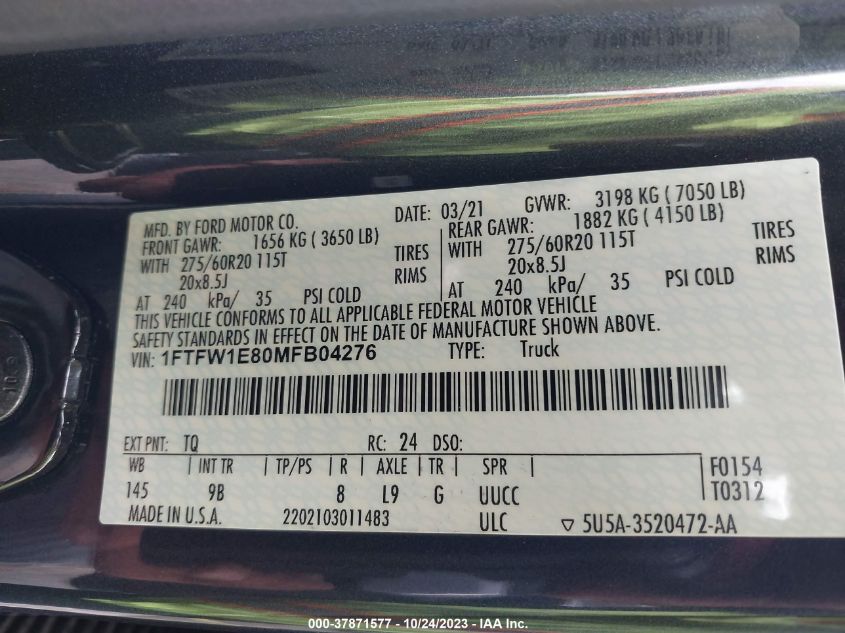 MFD. BY FORD MOTOR CO. DATE: 03/21 GVWR: 3198 KG ( 7050 LB)
FRONT GAWR: 1656 KG ( 3650 LB) REAR GAWR: 1882 KG ( 4150 LB)
WITH 275/60R20 115T TIRES WITH 275/60R20 115T TIRES
20x8.5J RIMS 20x8.5J RIMS
AT 240 kPa/ 35 PSI COLD AT 240 kPa/ 35 PSI COLD
THIS VEHICLE CONFORMS TO ALL APPLICABLE FEDERAL MOTOR VEHICLE
SAFETY STANDARDS IN EFFECT ON THE DATE OF MANUFACTURE SHOWN ABOVE.
VIN: 1FTFW1E80MFB04276 TYPE: Truck
EXT PNT: TQ RC: 24 DSO:
WB INT TR TP/PS R AXLE TR SPR F0154
145 9B 8 L9 G UUCC T0312
MADE IN U.S.A. 2202103011483 ULC ▽ 5U5A-3520472-AA
000-37871577 - 10/24/2023 - IAA Inc.